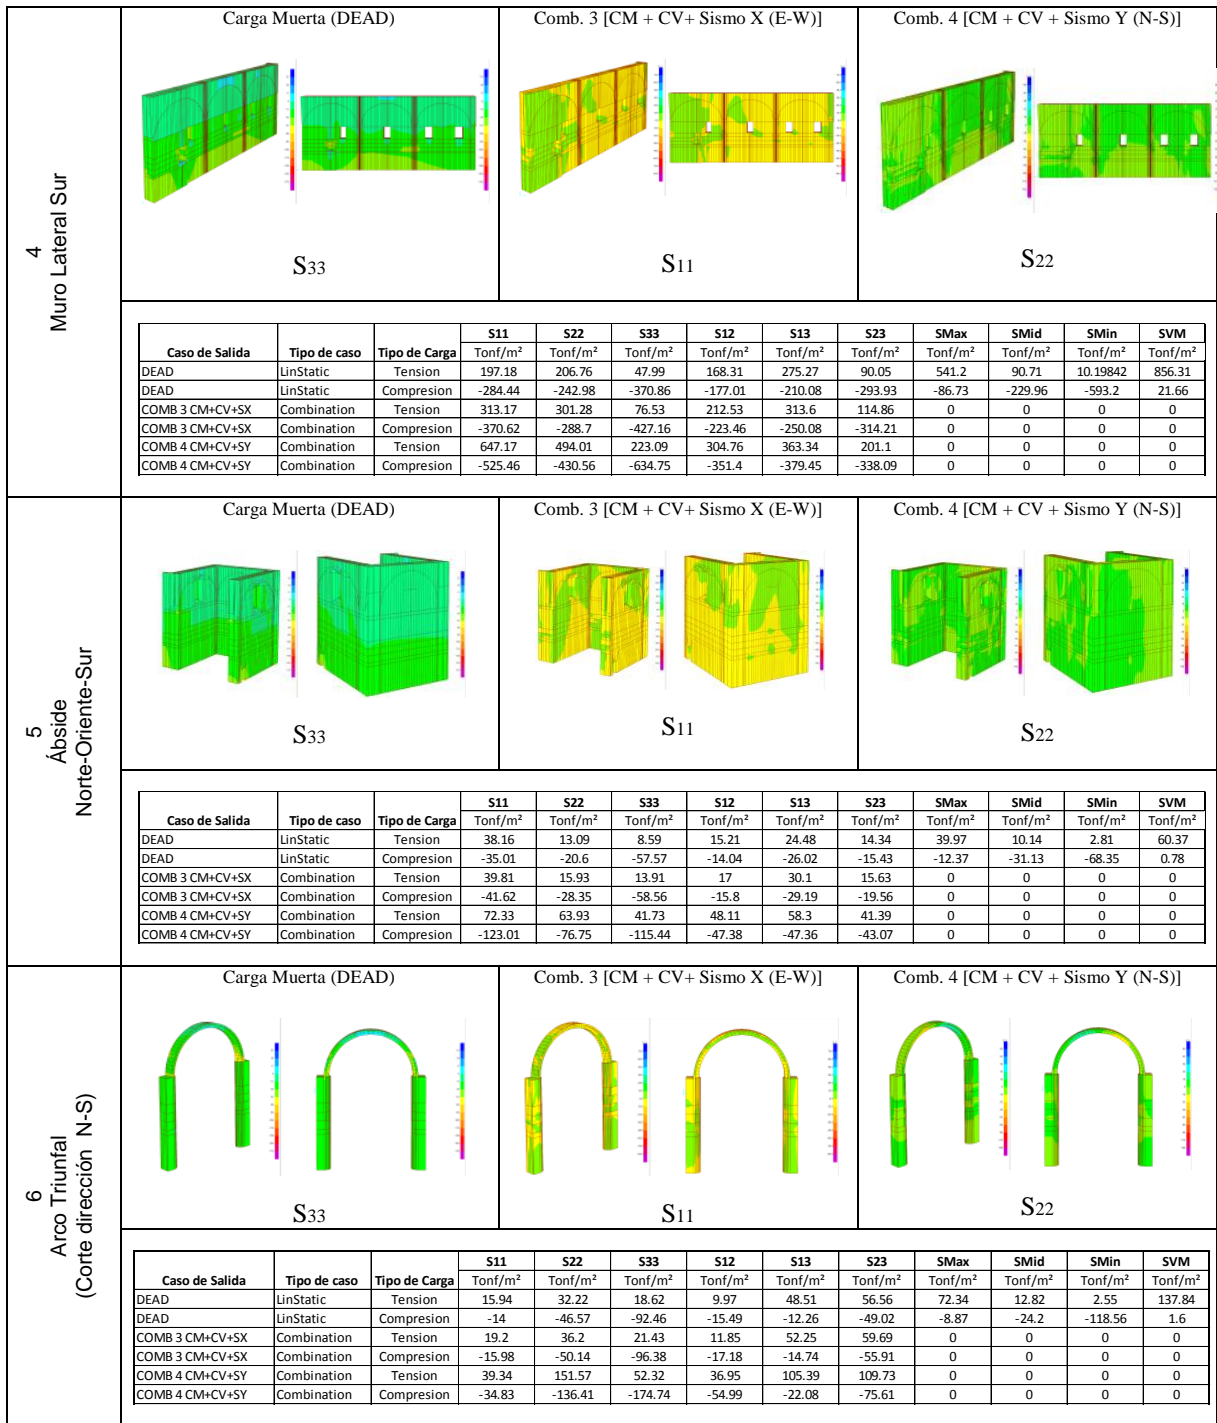 4
Muro Lateral Sur
Carga Muerta (DEAD)
Comb. 3 [CM + CV+ Sismo X (E-W)]
Comb. 4 [CM + CV + Sismo Y (N-S)]
S33
S11
S22
S11 S22 S33 S12 S13 S23 SMax SMid SMin SVM
Caso de Salida Tipo de caso Tipo de Carga Tonf/m² Tonf/m² Tonf/m² Tonf/m² Tonf/m² Tonf/m² Tonf/m² Tonf/m² Tonf/m² Tonf/m²
DEAD LinStatic Tension 197.18 206.76 47.99 168.31 275.27 90.05 541.2 90.71 10.19842 856.31
DEAD LinStatic Compresion -284.44 -242.98 -370.86 -177.01 -210.08 -293.93 -86.73 -229.96 -593.2 21.66
COMB 3 CM+CV+SX Combination Tension 313.17 301.28 76.53 212.53 313.6 114.86 0 0 0 0
COMB 3 CM+CV+SX Combination Compresion -370.62 -288.7 -427.16 -223.46 -250.08 -314.21 0 0 0 0
COMB 4 CM+CV+SY Combination Tension 647.17 494.01 223.09 304.76 363.34 201.1 0 0 0 0
COMB 4 CM+CV+SY Combination Compresion -525.46 -430.56 -634.75 -351.4 -379.45 -338.09 0 0 0 0
5
Ábside
Norte-Oriente-Sur
Carga Muerta (DEAD)
Comb. 3 [CM + CV+ Sismo X (E-W)]
Comb. 4 [CM + CV + Sismo Y (N-S)]
S33
S11
S22
S11 S22 S33 S12 S13 S23 SMax SMid SMin SVM
Caso de Salida Tipo de caso Tipo de Carga Tonf/m² Tonf/m² Tonf/m² Tonf/m² Tonf/m² Tonf/m² Tonf/m² Tonf/m² Tonf/m² Tonf/m²
DEAD LinStatic Tension 38.16 13.09 8.59 15.21 24.48 14.34 39.97 10.14 2.81 60.37
DEAD LinStatic Compresion -35.01 -20.6 -57.57 -14.04 -26.02 -15.43 -12.37 -31.13 -68.35 0.78
COMB 3 CM+CV+SX Combination Tension 39.81 15.93 13.91 17 30.1 15.63 0 0 0 0
COMB 3 CM+CV+SX Combination Compresion -41.62 -28.35 -58.56 -15.8 -29.19 -19.56 0 0 0 0
COMB 4 CM+CV+SY Combination Tension 72.33 63.93 41.73 48.11 58.3 41.39 0 0 0 0
COMB 4 CM+CV+SY Combination Compresion -123.01 -76.75 -115.44 -47.38 -47.36 -43.07 0 0 0 0
6
Arco Triunfal
(Corte dirección N-S)
Carga Muerta (DEAD)
Comb. 3 [CM + CV+ Sismo X (E-W)]
Comb. 4 [CM + CV + Sismo Y (N-S)]
S33
S11
S22
S11 S22 S33 S12 S13 S23 SMax SMid SMin SVM
Caso de Salida Tipo de caso Tipo de Carga Tonf/m² Tonf/m² Tonf/m² Tonf/m² Tonf/m² Tonf/m² Tonf/m² Tonf/m² Tonf/m² Tonf/m²
DEAD LinStatic Tension 15.94 32.22 18.62 9.97 48.51 56.56 72.34 12.82 2.55 137.84
DEAD LinStatic Compresion -14 -46.57 -92.46 -15.49 -12.26 -49.02 -8.87 -24.2 -118.56 1.6
COMB 3 CM+CV+SX Combination Tension 19.2 36.2 21.43 11.85 52.25 59.69 0 0 0 0
COMB 3 CM+CV+SX Combination Compresion -15.98 -50.14 -96.38 -17.18 -14.74 -55.91 0 0 0 0
COMB 4 CM+CV+SY Combination Tension 39.34 151.57 52.32 36.95 105.39 109.73 0 0 0 0
COMB 4 CM+CV+SY Combination Compresion -34.83 -136.41 -174.74 -54.99 -22.08 -75.61 0 0 0 0